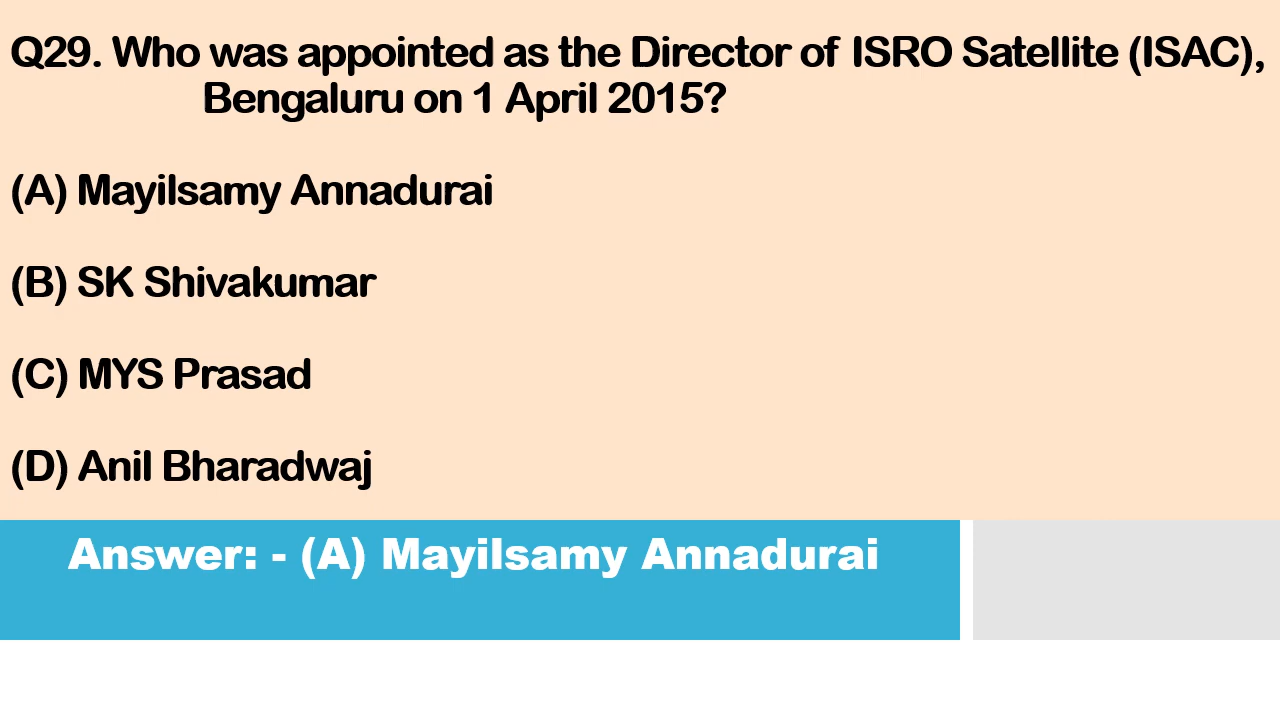 Q29. Who was appointed as the Director of ISRO Satellite (ISAC),
Bengaluru on 1 April 2015?
(A) Mayilsamy Annadurai
(B) SK Shivakumar
(C) MYS Prasad
(D) Anil Bharadwaj
Answer: - (A) Mayilsamy Annadurai